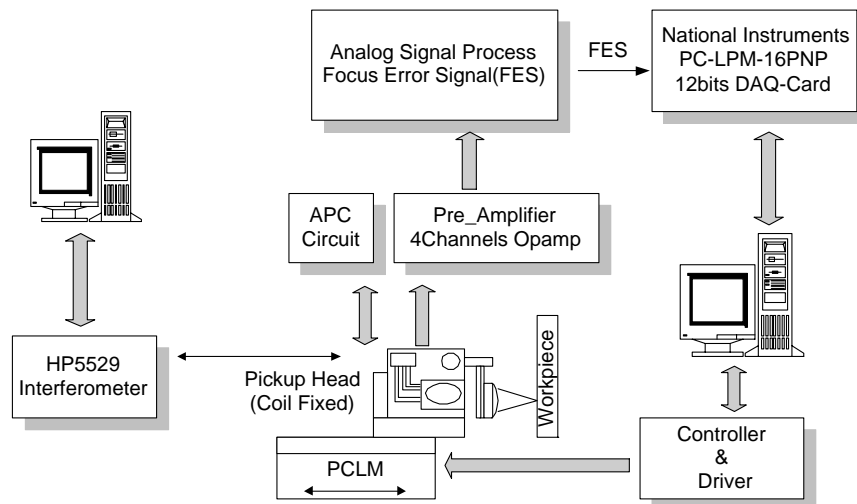 Analog Signal Process
Focus Error Signal(FES)
FES
National Instruments
PC-LPM-16PNP
12bits DAQ-Card
APC
Circuit
Pre_Amplifier
4Channels Opamp
HP5529
Interferometer
Pickup Head
(Coil Fixed)
Workpiece
PCLM
Controller
&
Driver